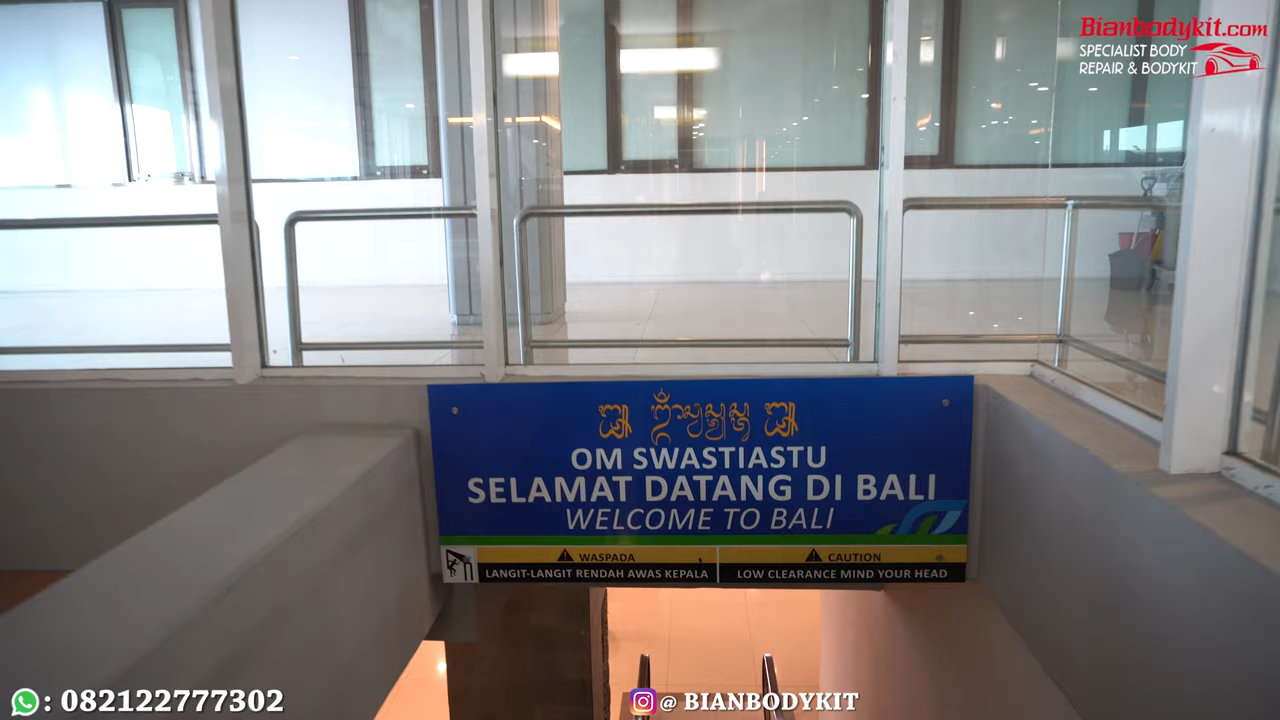 Bianbodykit.com
SPECIALIST BODY
REPAIR & BODYKIT
OM SWASTIASTU
SELAMAT DATANG DI BALI
WELCOME TO BALI
WASPADA
LANGIT-LANGIT RENDAH AWAS KEPALA
CAUTION
LOW CLEARANCE MIND YOUR HEAD
: 082122777302
@ BIANBODYKIT